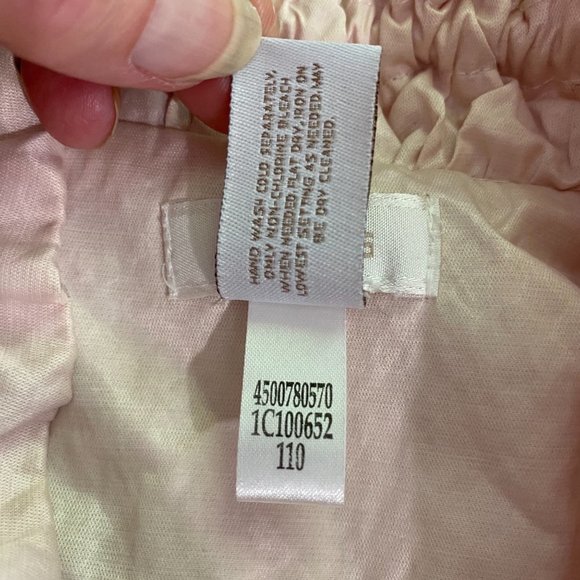 HAND WASH COLD SEPARATELY,
ONLY NON-CHLORINE BLEACH
WHEN NEEDED, FLAT DRY, IRON ON
LOWEST SETTING AS NEEDED, MAY
BE DRY CLEANED.
4500780570
1C100652
110